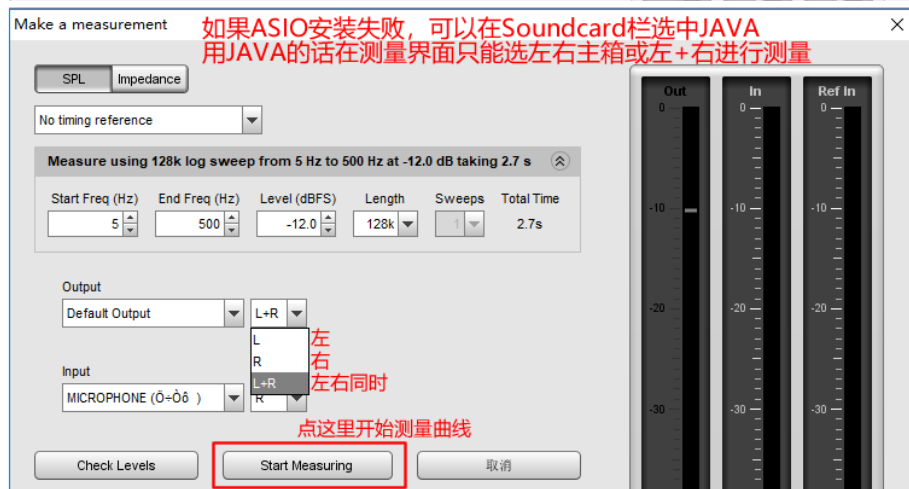 Make a measurement
如果ASIO安装失败，可以在Soundcard栏选中JAVA
用JAVA的话在测量界面只能选左右主箱或左+右进行测量
SPL Impedance
No timing reference
Measure using 128k log sweep from 5 Hz to 500 Hz at -12.0 dB taking 2.7 s
Start Freq (Hz) End Freq (Hz) Level (dBFS) Length Sweeps Total Time
5 500 -12.0 128k 1 2.7s
Output
Default Output L+R
L 左
R 右
L+R 左右同时
Input
MICROPHONE (Ö÷Òô ) R
点这里开始测量曲线
Check Levels Start Measuring 取消
Out In Ref In
0 0 0
-10 -10 -10
-20 -20 -20
-30 -30 -30